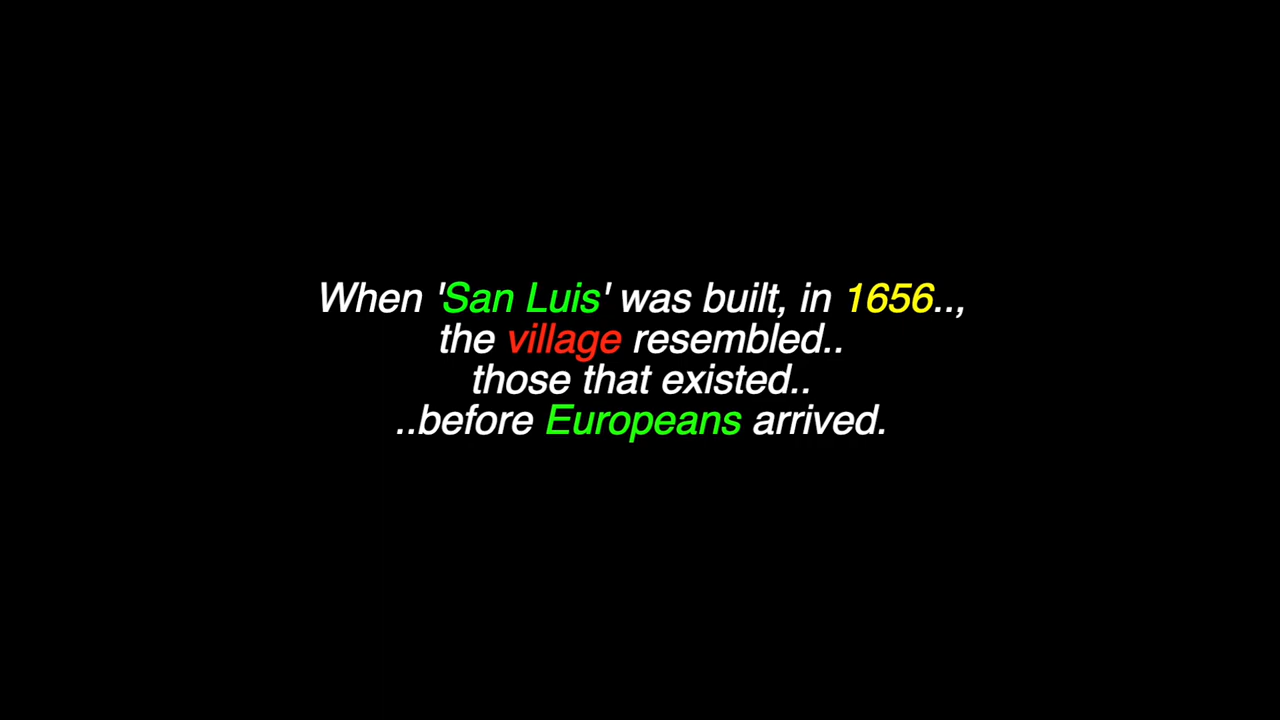 When 'San Luis' was built, in 1656..,
the village resembled..
those that existed..
..before Europeans arrived.